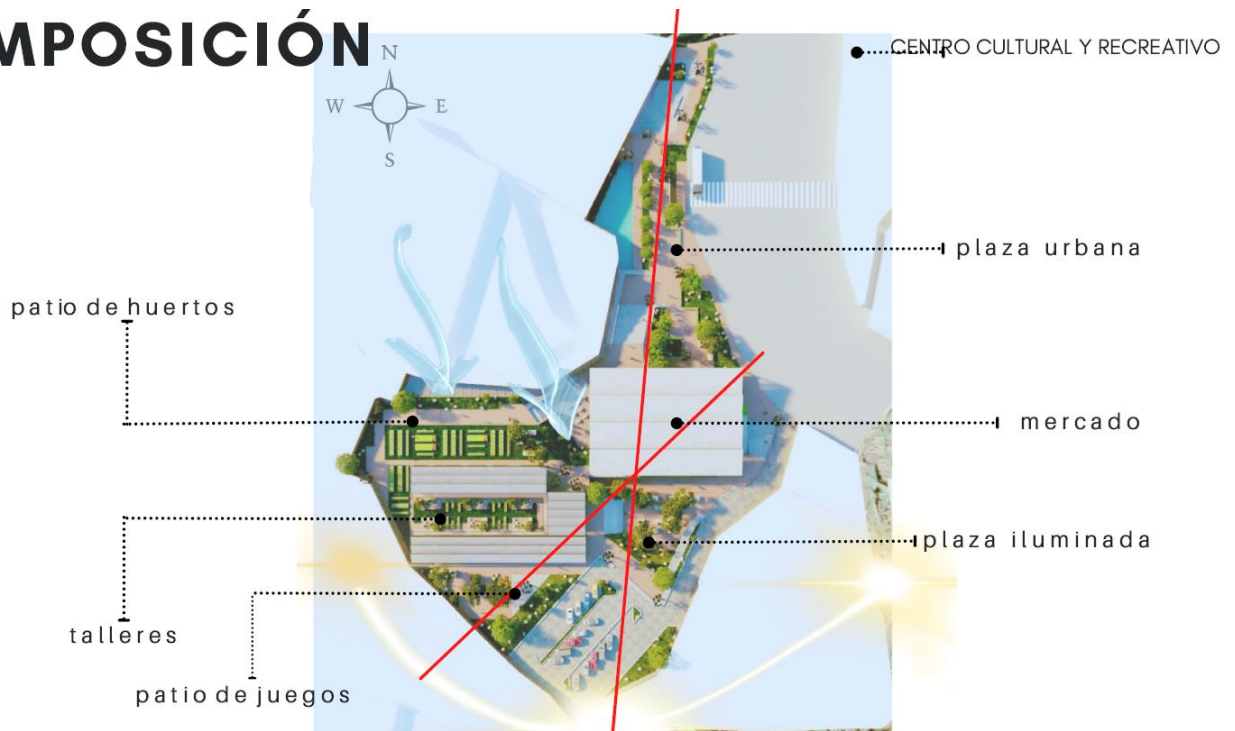 MPOSICIÓN
CENTRO CULTURAL Y RECREATIVO
N
W E
S
plaza urbana
patio de huertos
mercado
plaza iluminada
talleres
patio de juegos